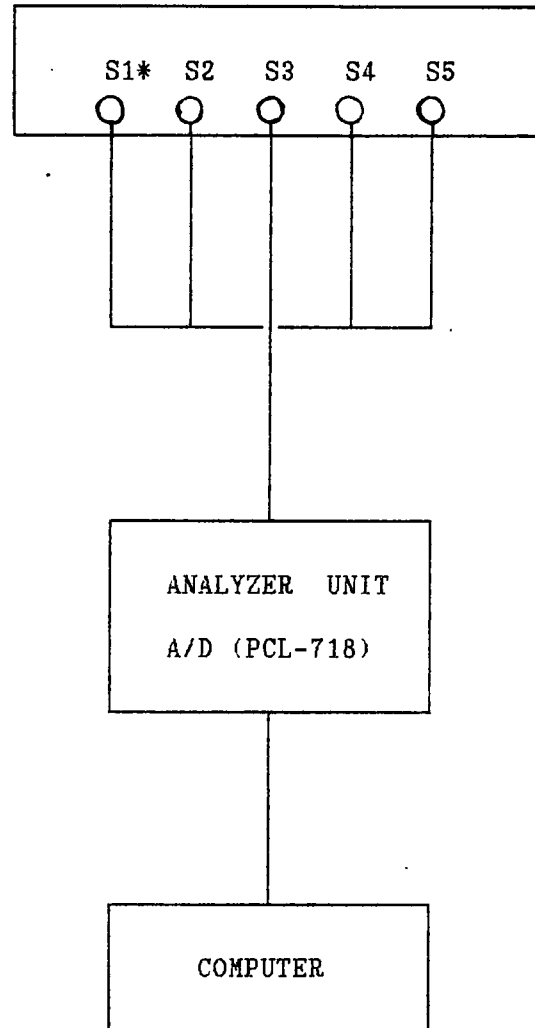 S1* S2 S3 S4 S5
ANALYZER UNIT
A/D (PCL-718)
COMPUTER